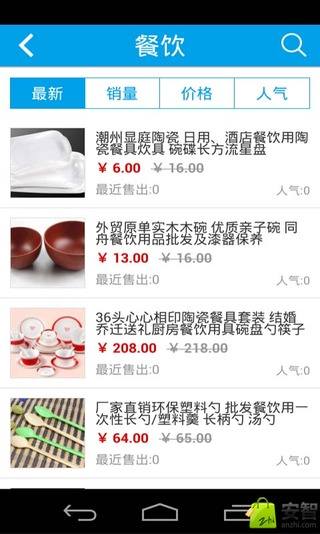 餐饮
最新 销量 价格 人气
潮州显庭陶瓷 日用、酒店餐饮用陶
瓷餐具炊具 碗碟长方流星盘
¥ 6.00 ¥ 16.00
最近售出:0 人气:0
外贸原单实木木碗 优质亲子碗 同
舟餐饮用品批发及漆器保养
¥ 13.00 ¥ 16.00
最近售出:0 人气:0
36头心心相印陶瓷餐具套装 结婚
乔迁送礼厨房餐饮用具碗盘勺筷子
¥ 208.00 ¥ 218.00
最近售出:0 人气:0
厂家直销环保塑料勺 批发餐饮用一
次性长勺/塑料羹 长柄勺 汤勺
¥ 64.00 ¥ 65.00
最近售出:0 人气:0
安智
anzhi.com